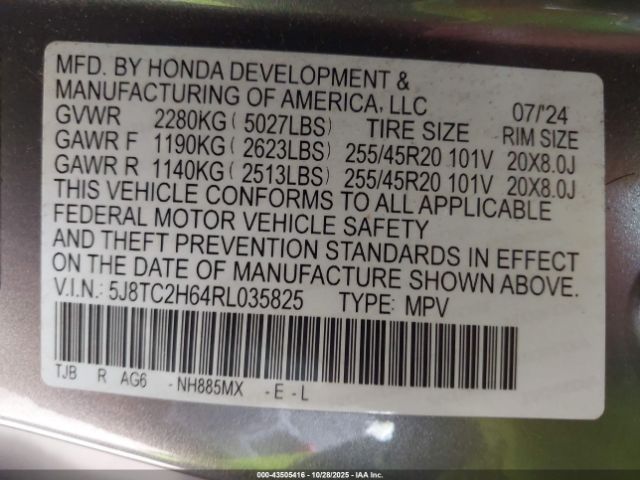 MFD. BY HONDA DEVELOPMENT &
MANUFACTURING OF AMERICA, LLC 07/'24
GVWR 2280KG ( 5027LBS) TIRE SIZE RIM SIZE
GAWR F 1190KG ( 2623LBS) 255/45R20 101V 20X8.0J
GAWR R 1140KG ( 2513LBS) 255/45R20 101V 20X8.0J
THIS VEHICLE CONFORMS TO ALL APPLICABLE
FEDERAL MOTOR VEHICLE SAFETY
AND THEFT PREVENTION STANDARDS IN EFFECT
ON THE DATE OF MANUFACTURE SHOWN ABOVE.
V.I.N.: 5J8TC2H64RL035825 TYPE: MPV
TJB R AG6 - NH885MX - E - L
000-43505416 | 10/28/2025 | IAA